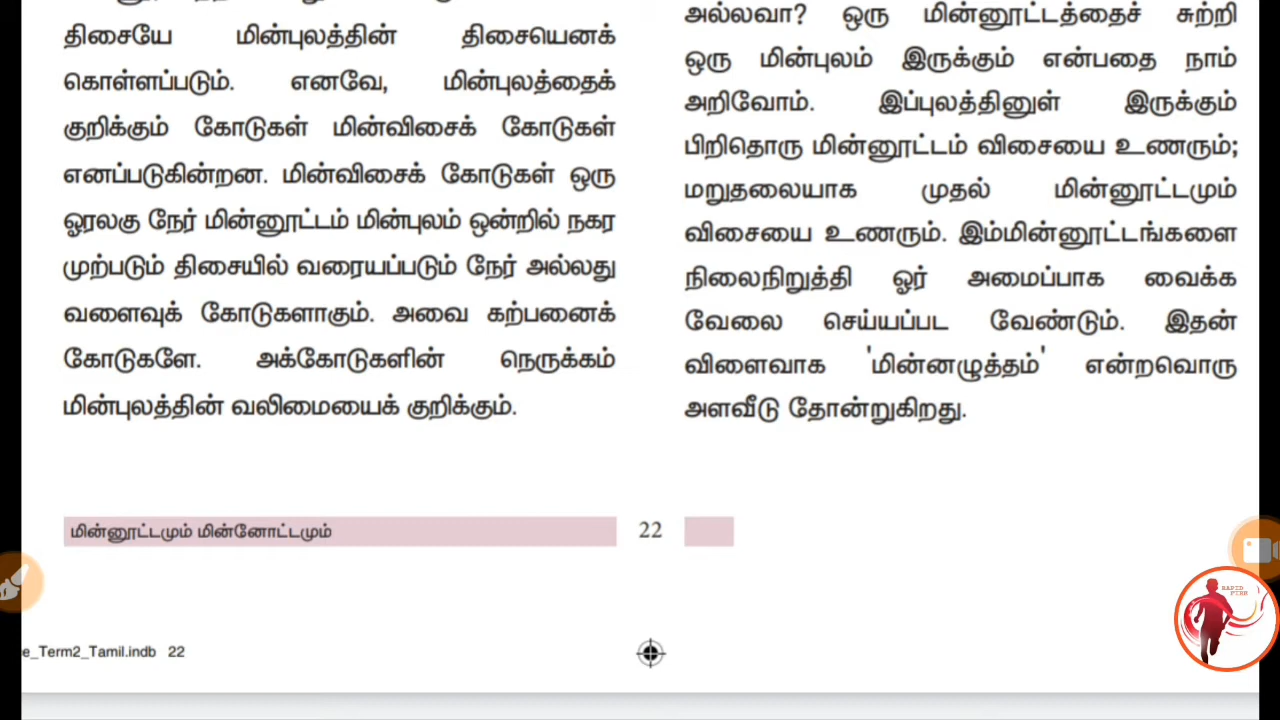 திசையே மின்புலத்தின் திசையெனக்
கொள்ளப்படும். எனவே, மின்புலத்தைக்
குறிக்கும் கோடுகள் மின்விசைக் கோடுகள்
எனப்படுகின்றன. மின்விசைக் கோடுகள் ஒரு
ஓரலகு நேர் மின்னூட்டம் மின்புலம் ஒன்றில் நகர
முற்படும் திசையில் வரையப்படும் நேர் அல்லது
வளைவுக் கோடுகளாகும். அவை கற்பனைக்
கோடுகளே. அக்கோடுகளின் நெருக்கம்
மின்புலத்தின் வலிமையைக் குறிக்கும்.
அல்லவா? ஒரு மின்னூட்டத்தைச் சுற்றி
ஒரு மின்புலம் இருக்கும் என்பதை நாம்
அறிவோம். இப்புலத்தினுள் இருக்கும்
பிறிதொரு மின்னூட்டம் விசையை உணரும்;
மறுதலையாக முதல் மின்னூட்டமும்
விசையை உணரும். இம்மின்னூட்டங்களை
நிலைநிறுத்தி ஓர் அமைப்பாக வைக்க
வேலை செய்யப்பட வேண்டும். இதன்
விளைவாக 'மின்னழுத்தம்' என்றவொரு
அளவீடு தோன்றுகிறது.
மின்னூட்டமும் மின்னோட்டமும் 22
e_Term2_Tamil.indb 22
RAPID